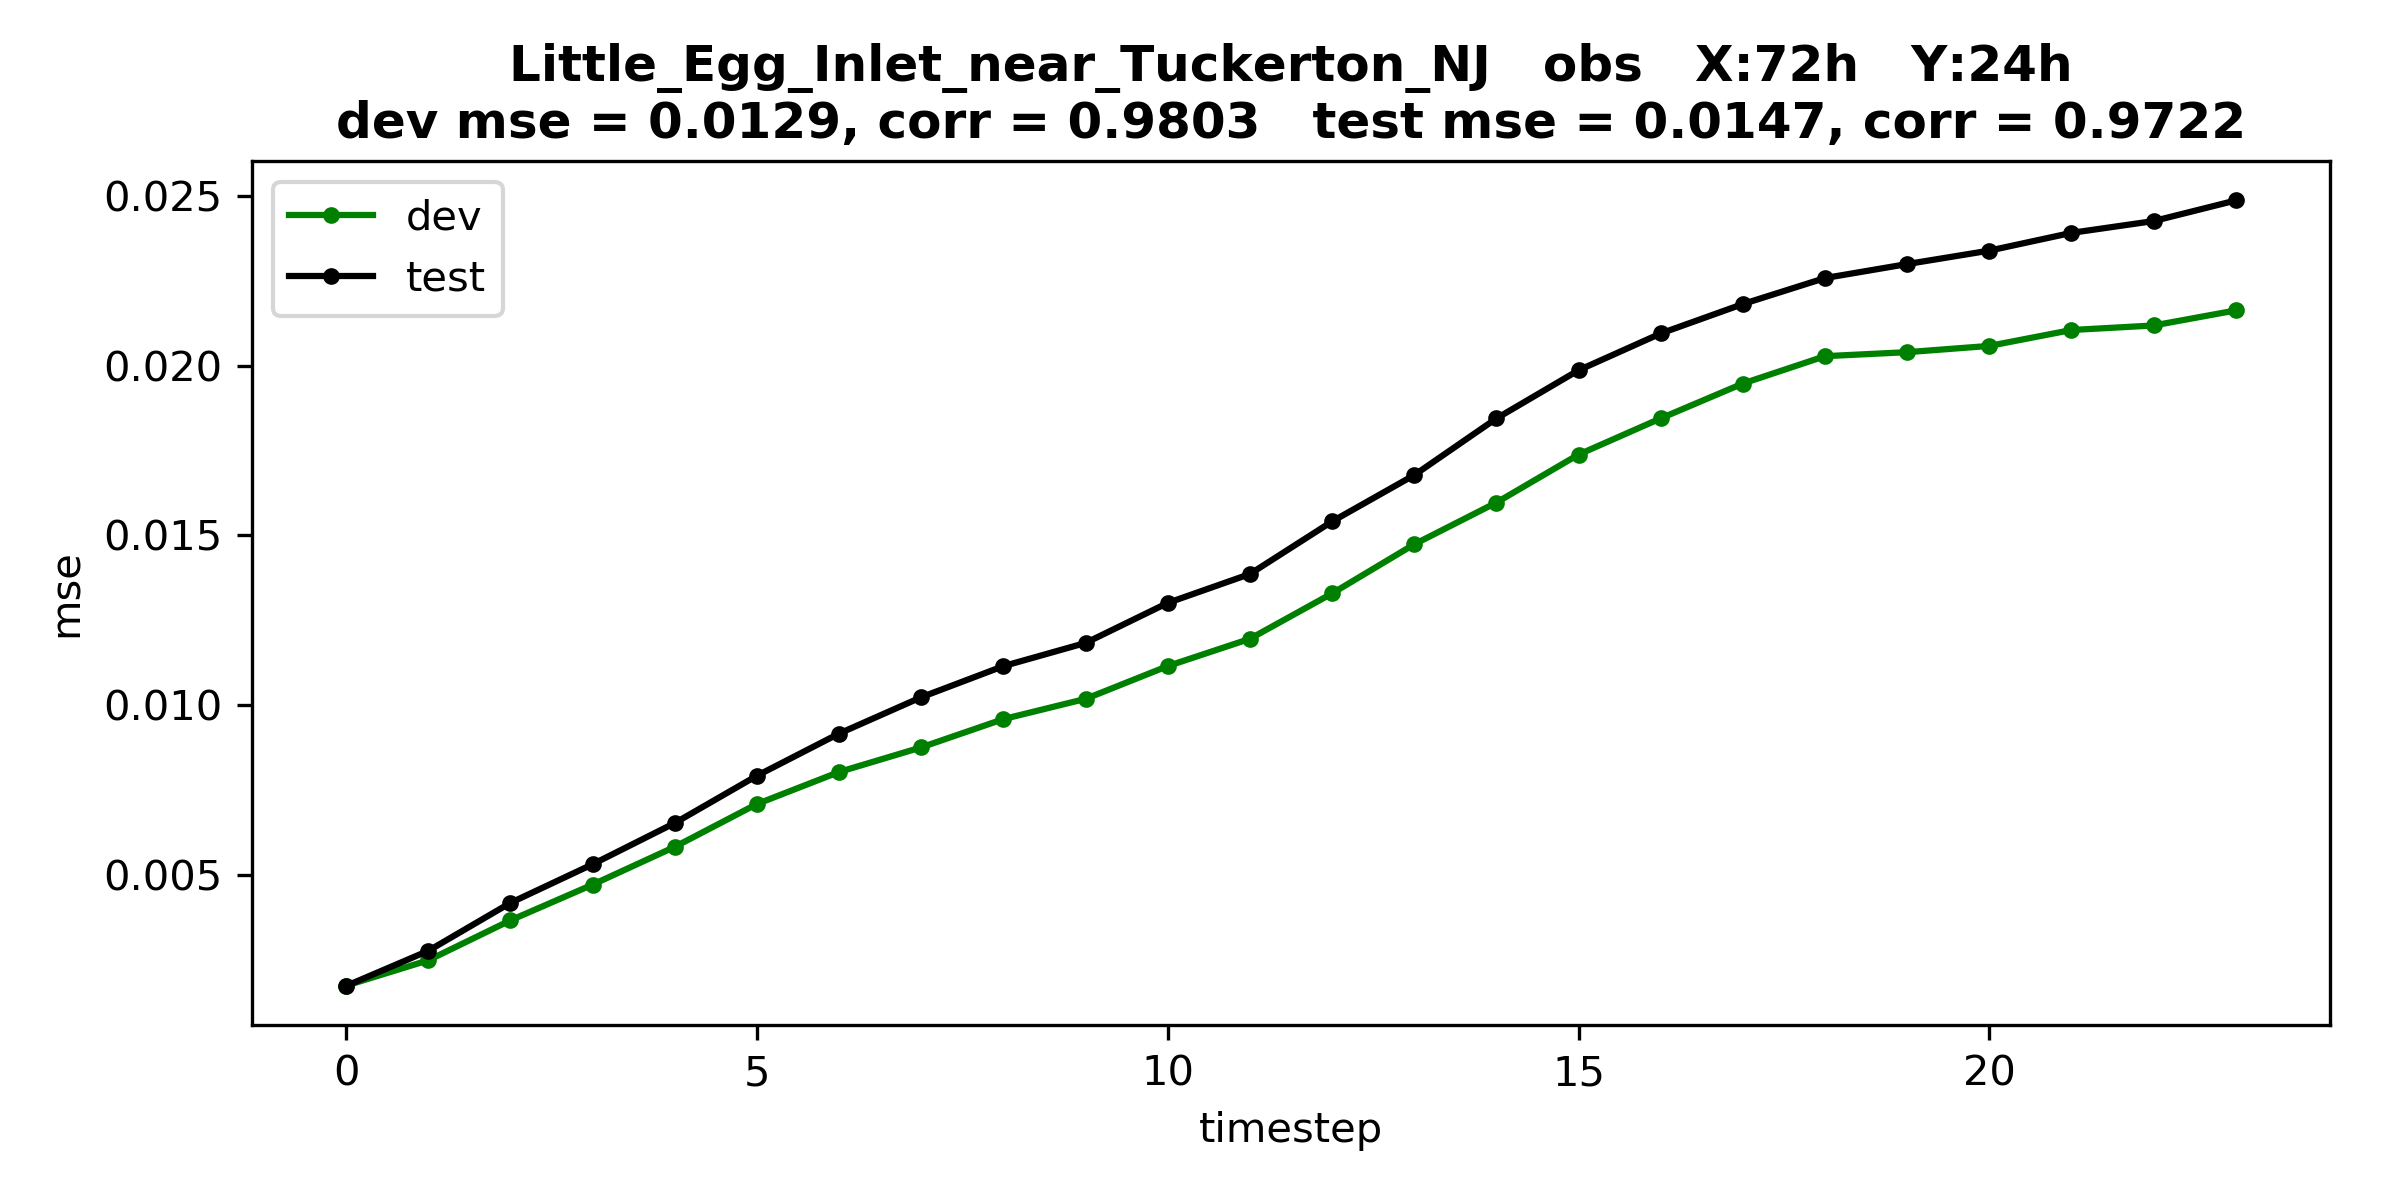 Little_Egg_Inlet_near_Tuckerton_NJ   obs   X:72h   Y:24h
dev mse = 0.0129, corr = 0.9803   test mse = 0.0147, corr = 0.9722
dev
test
0.025
0.020
0.015
0.010
0.005
mse
0
5
10
15
20
timestep